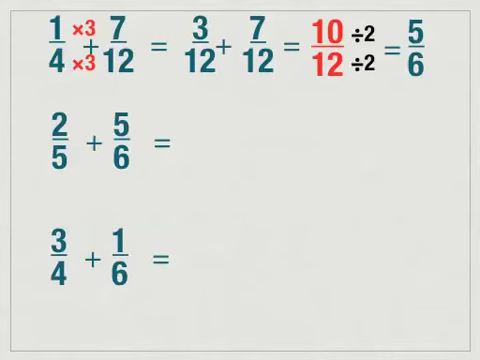 1/4 ×3 ×3 + 7/12 = 3/12 + 7/12 = 10/12 ÷2 ÷2 = 5/6
2/5 + 5/6 =
3/4 + 1/6 =